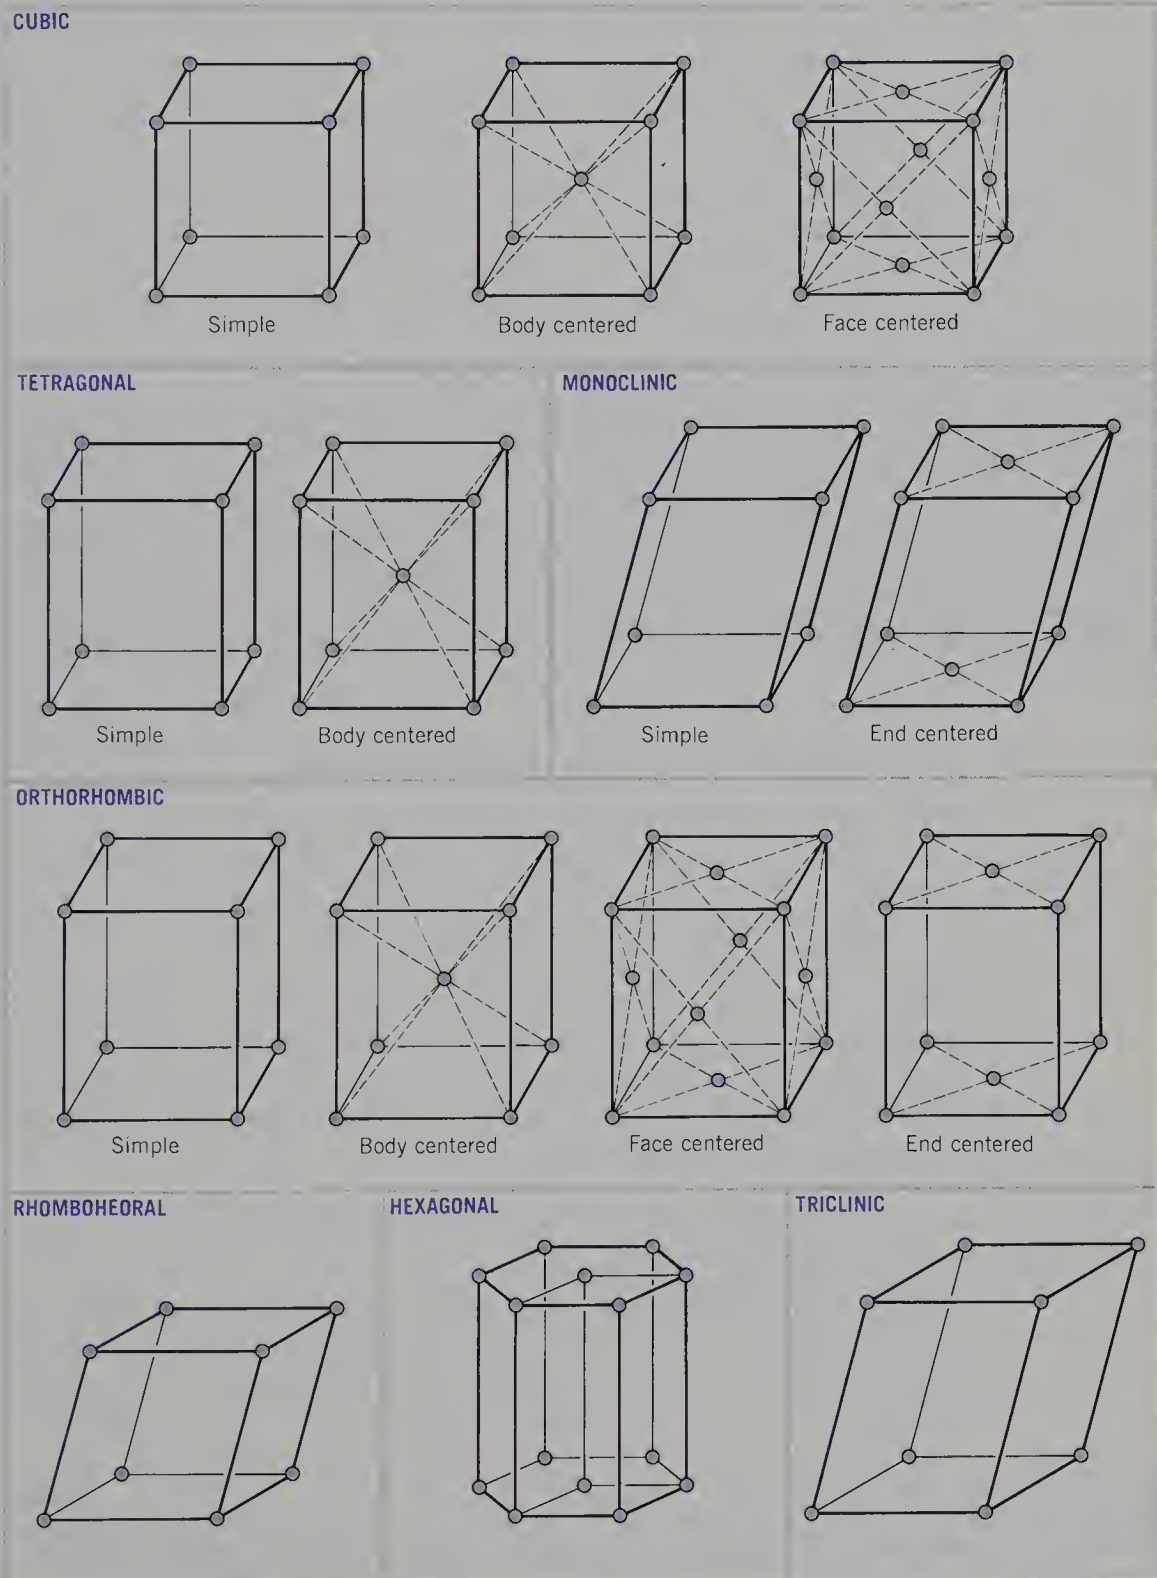 CUBIC
Simple
Body centered
Face centered
TETRAGONAL
Simple
Body centered
MONOCLINIC
Simple
End centered
ORTHORHOMBIC
Simple
Body centered
Face centered
End centered
RHOMBOHEORAL
HEXAGONAL
TRICLINIC